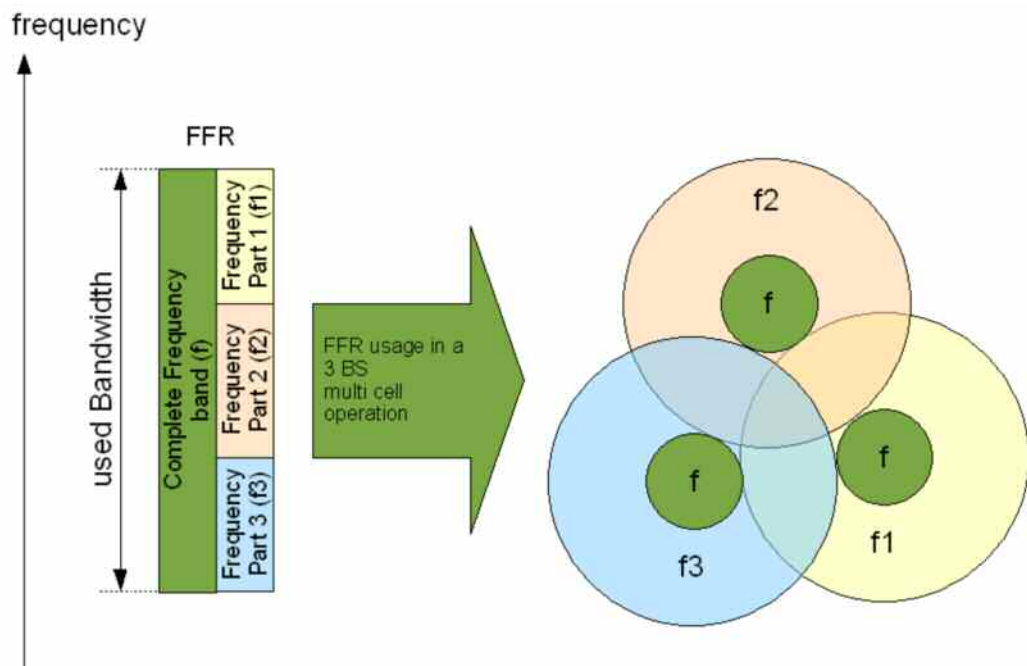 frequency
FFR
used Bandwidth
Complete Frequency
band (f)
Frequency
Part 1 (f1)
Frequency
Part 2 (f2)
Frequency
Part 3 (f3)
FFR usage in a
3 BS
multi cell
operation
f2
f
f
f
f1
f3